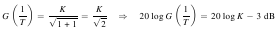 G(1/T) = K/√(1 + 1) = K/√2 ⇒ 20 log G(1/T) = 20 log K − 3 dB